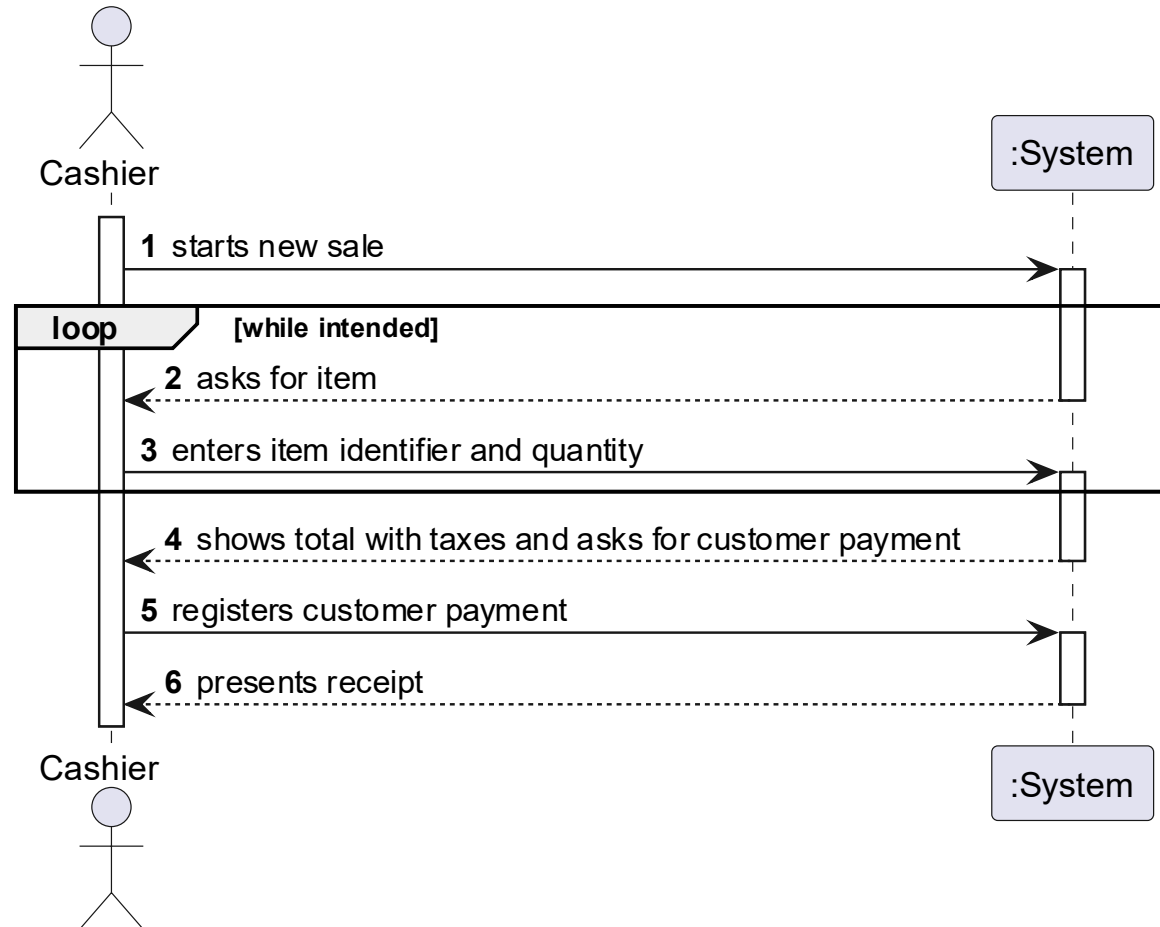 Cashier
:System
1 starts new sale
loop [while intended]
2 asks for item
3 enters item identifier and quantity
4 shows total with taxes and asks for customer payment
5 registers customer payment
6 presents receipt
Cashier
:System